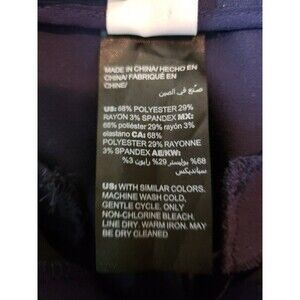 MADE IN CHINA/ HECHO EN
CHINA/ FABRIQUÉ EN
CHINE/
صنع في الصين
US: 68% POLYESTER 29%
RAYON 3% SPANDEX MX:
68% poliéster 29% rayón 3%
elastano CA: 68%
POLYESTER 29% RAYONNE
3% SPANDEX AE/KW:
68% بوليستر 29% رايون 3%
سباندكس
US: WITH SIMILAR COLORS.
MACHINE WASH COLD,
GENTLE CYCLE. ONLY
NON-CHLORINE BLEACH.
LINE DRY. WARM IRON. MAY
BE DRY CLEANED